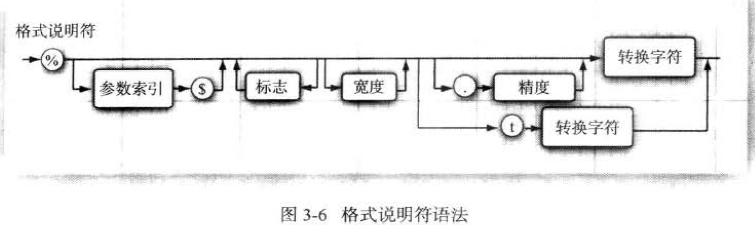 格式说明符
% 转换字符
参数索引 $ 标志 宽度 . 精度
t 转换字符
图 3-6 格式说明符语法